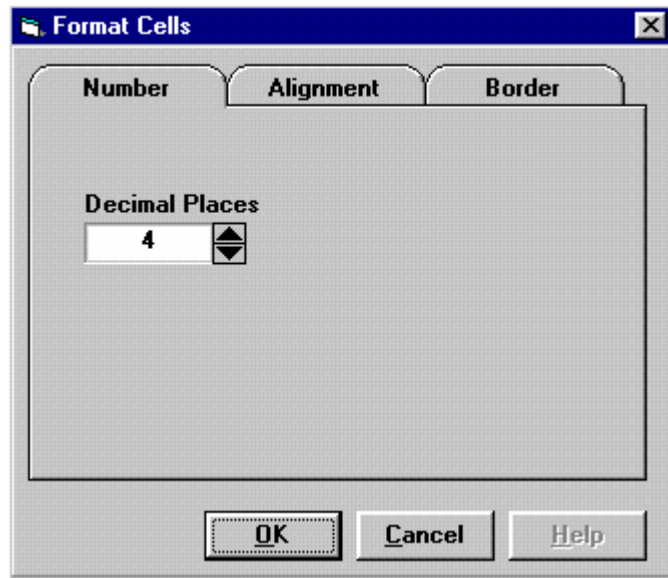 Format Cells
Number Alignment Border
Decimal Places
4
OK Cancel Help